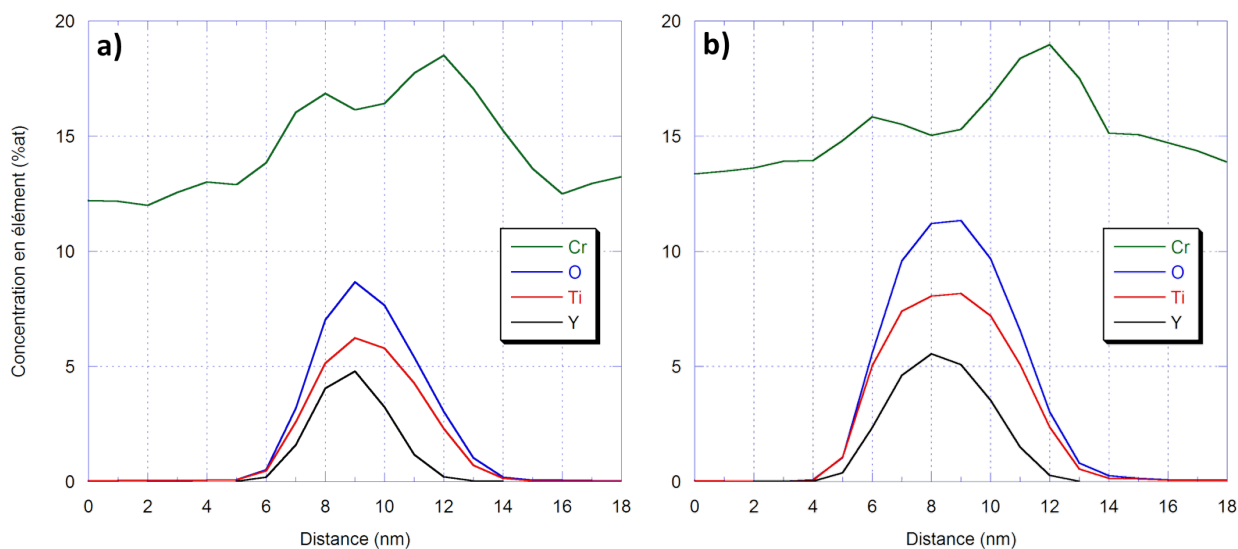 a)
Concentration en élément (%at)
20
15
10
5
0
Cr
O
Ti
Y
0 2 4 6 8 10 12 14 16 18
Distance (nm)
b)
20
15
10
5
0
Cr
O
Ti
Y
0 2 4 6 8 10 12 14 16 18
Distance (nm)